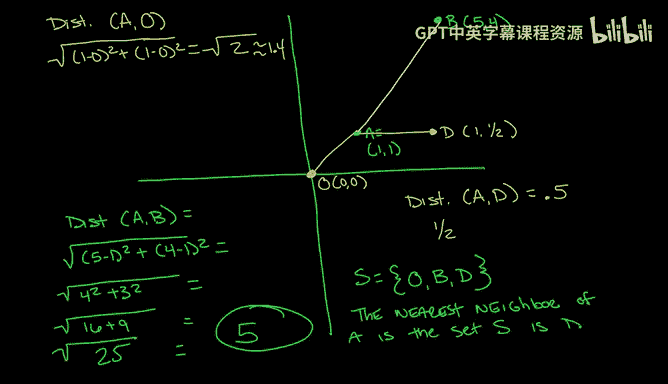 Dist. (A,O)
√(1-0)²+(1-0)² = √2 ≈ 1.4
B (5,4)
GPT中英字幕课程资源 bilibili
A=
(1,1)
D (1, ½)
O(0,0)
Dist. (A,D) = .5
½
Dist (A,B) =
√(5-1)² + (4-1)² =
√4² + 3² =
√16 + 9 =
√25 =
5
S = {O, B, D}
THE NEAREST NEIGHBOR of
A is the set S is D